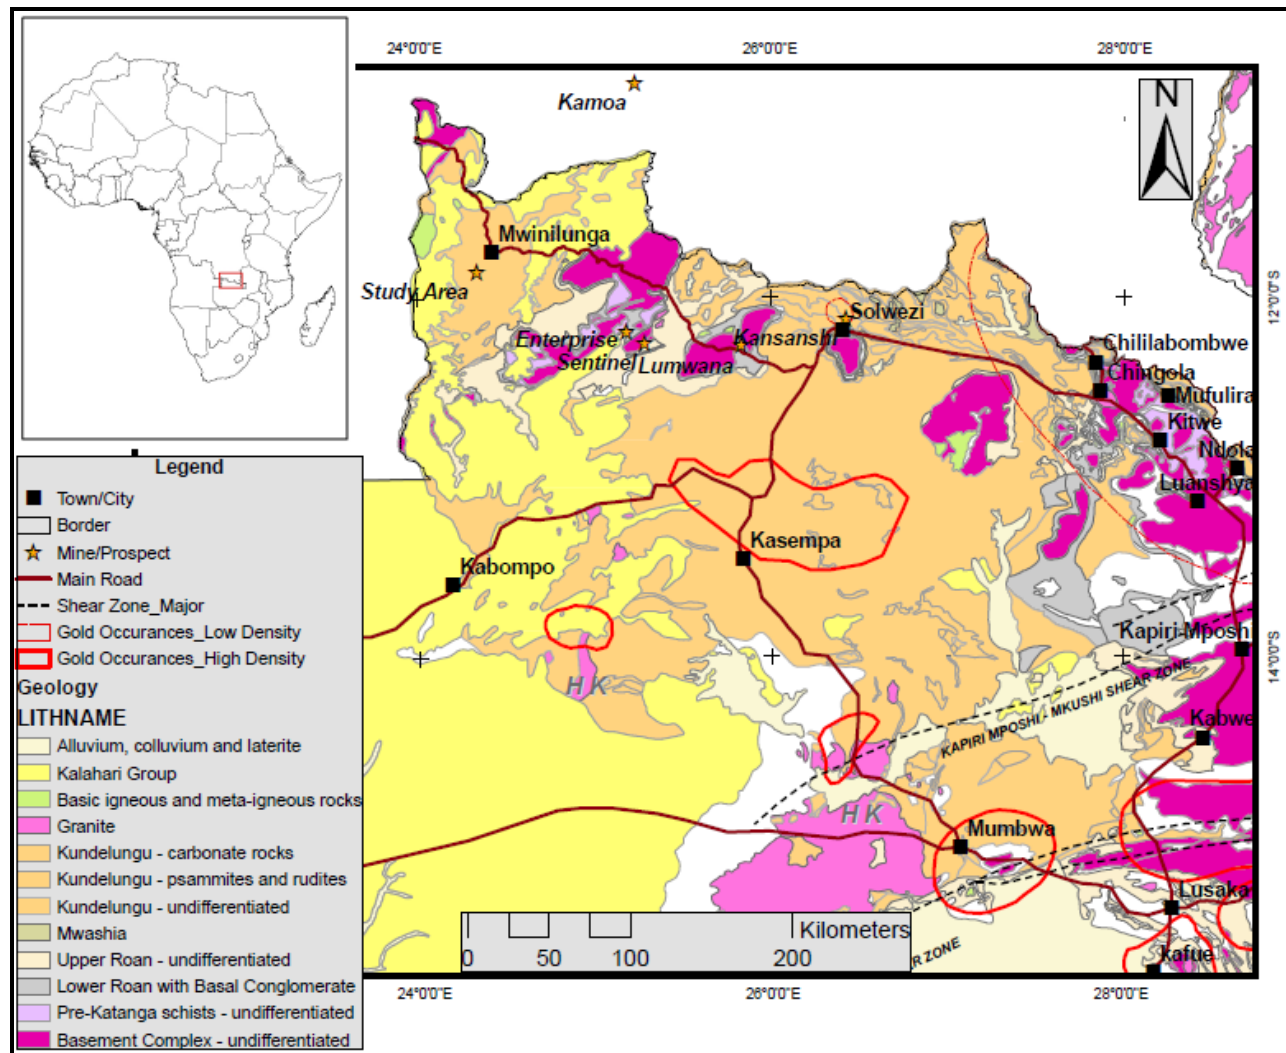 24°0'0"E 26°0'0"E 28°0'0"E
N
Kamoa
Mwinilunga
Study Area
12°0'0"S
Solwezi
Enterprise
Kansanshi
Sentinel
Lumwana
Chililabombwe
Chingola
Mufulira
Kitwe
Ndola
Luanshya
Kasempa
Kabompo
Kapiri Mposh
14°0'0"S
H K
KAPIRI MPOSHI - MKUSHI SHEAR ZONE
Kabwe
H K
Mumbwa
Lusaka
kafue
ZONE
Kilometers
0 50 100 200
24°0'0"E 26°0'0"E 28°0'0"E
Legend
Town/City
Border
Mine/Prospect
Main Road
Shear Zone_Major
Gold Occurances_Low Density
Gold Occurances_High Density
Geology
LITHNAME
Alluvium, colluvium and laterite
Kalahari Group
Basic igneous and meta-igneous rocks
Granite
Kundelungu - carbonate rocks
Kundelungu - psammites and rudites
Kundelungu - undifferentiated
Mwashia
Upper Roan - undifferentiated
Lower Roan with Basal Conglomerate
Pre-Katanga schists - undifferentiated
Basement Complex - undifferentiated